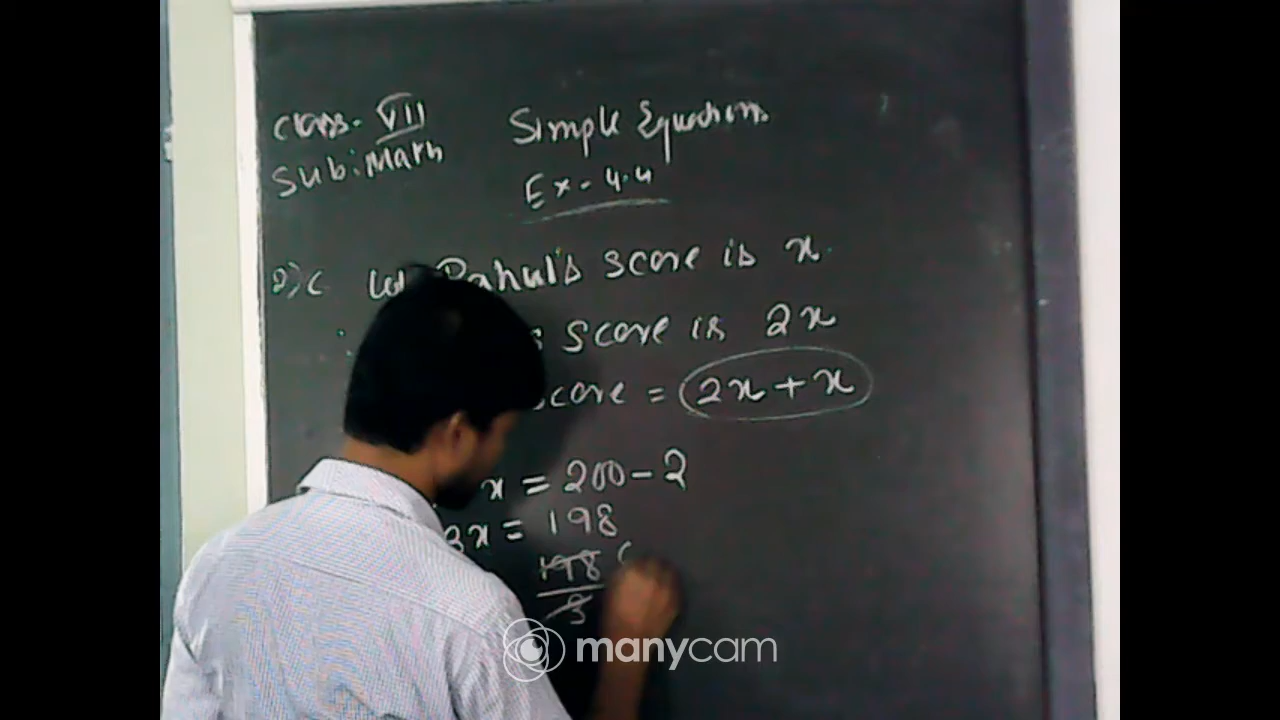 Class- VII
Sub: Math
Simple Equations
Ex- 4.4
2) c Let Rahul's score is x.
score is 2x
score = 2x + x
x = 200 - 2
3x = 198
198
3
manycam